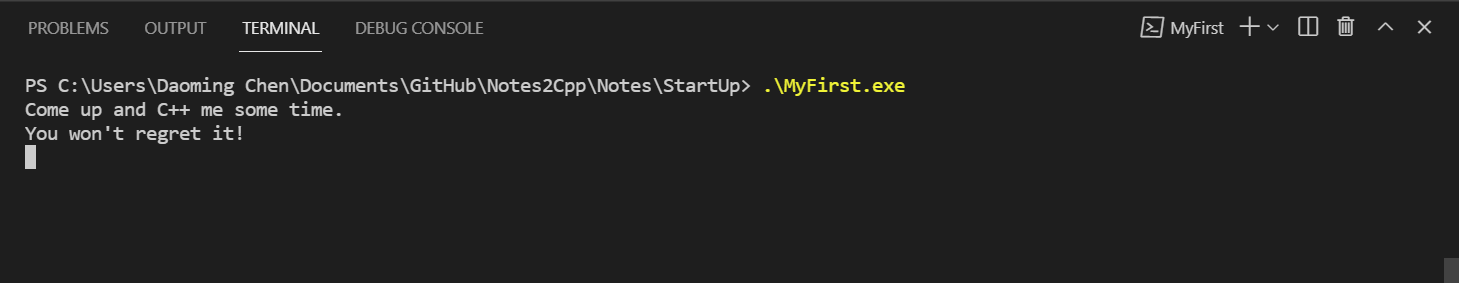 PROBLEMS OUTPUT TERMINAL DEBUG CONSOLE MyFirst
PS C:\Users\Daoming Chen\Documents\GitHub\Notes2Cpp\Notes\StartUp> .\MyFirst.exe
Come up and C++ me some time.
You won't regret it!